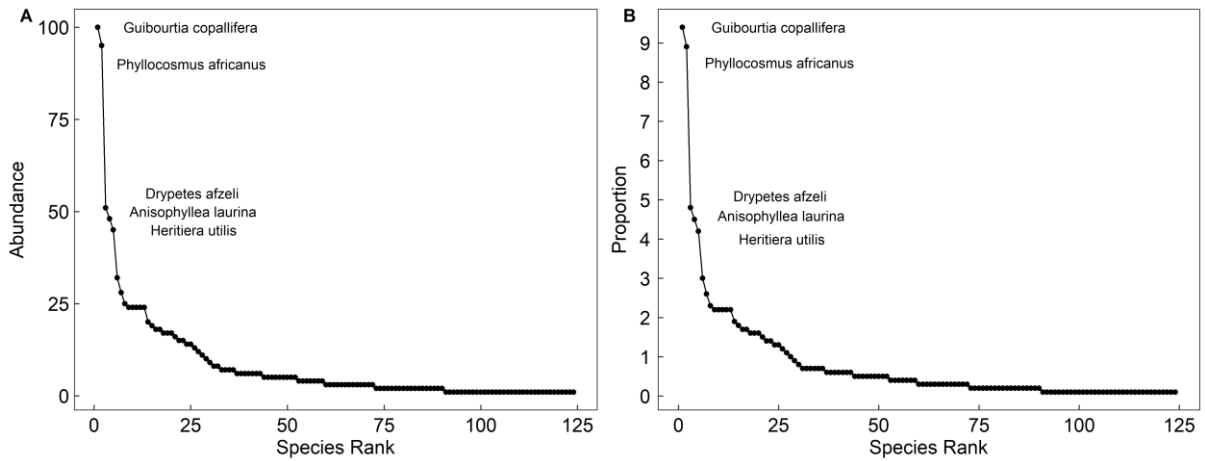 A
Abundance
100
75
50
25
0
Guibourtia copallifera
Phyllocosmus africanus
Drypetes afzeli
Anisophyllea laurina
Heritiera utilis
0 25 50 75 100 125
Species Rank
B
Proportion
9
8
7
6
5
4
3
2
1
0
Guibourtia copallifera
Phyllocosmus africanus
Drypetes afzeli
Anisophyllea laurina
Heritiera utilis
0 25 50 75 100 125
Species Rank